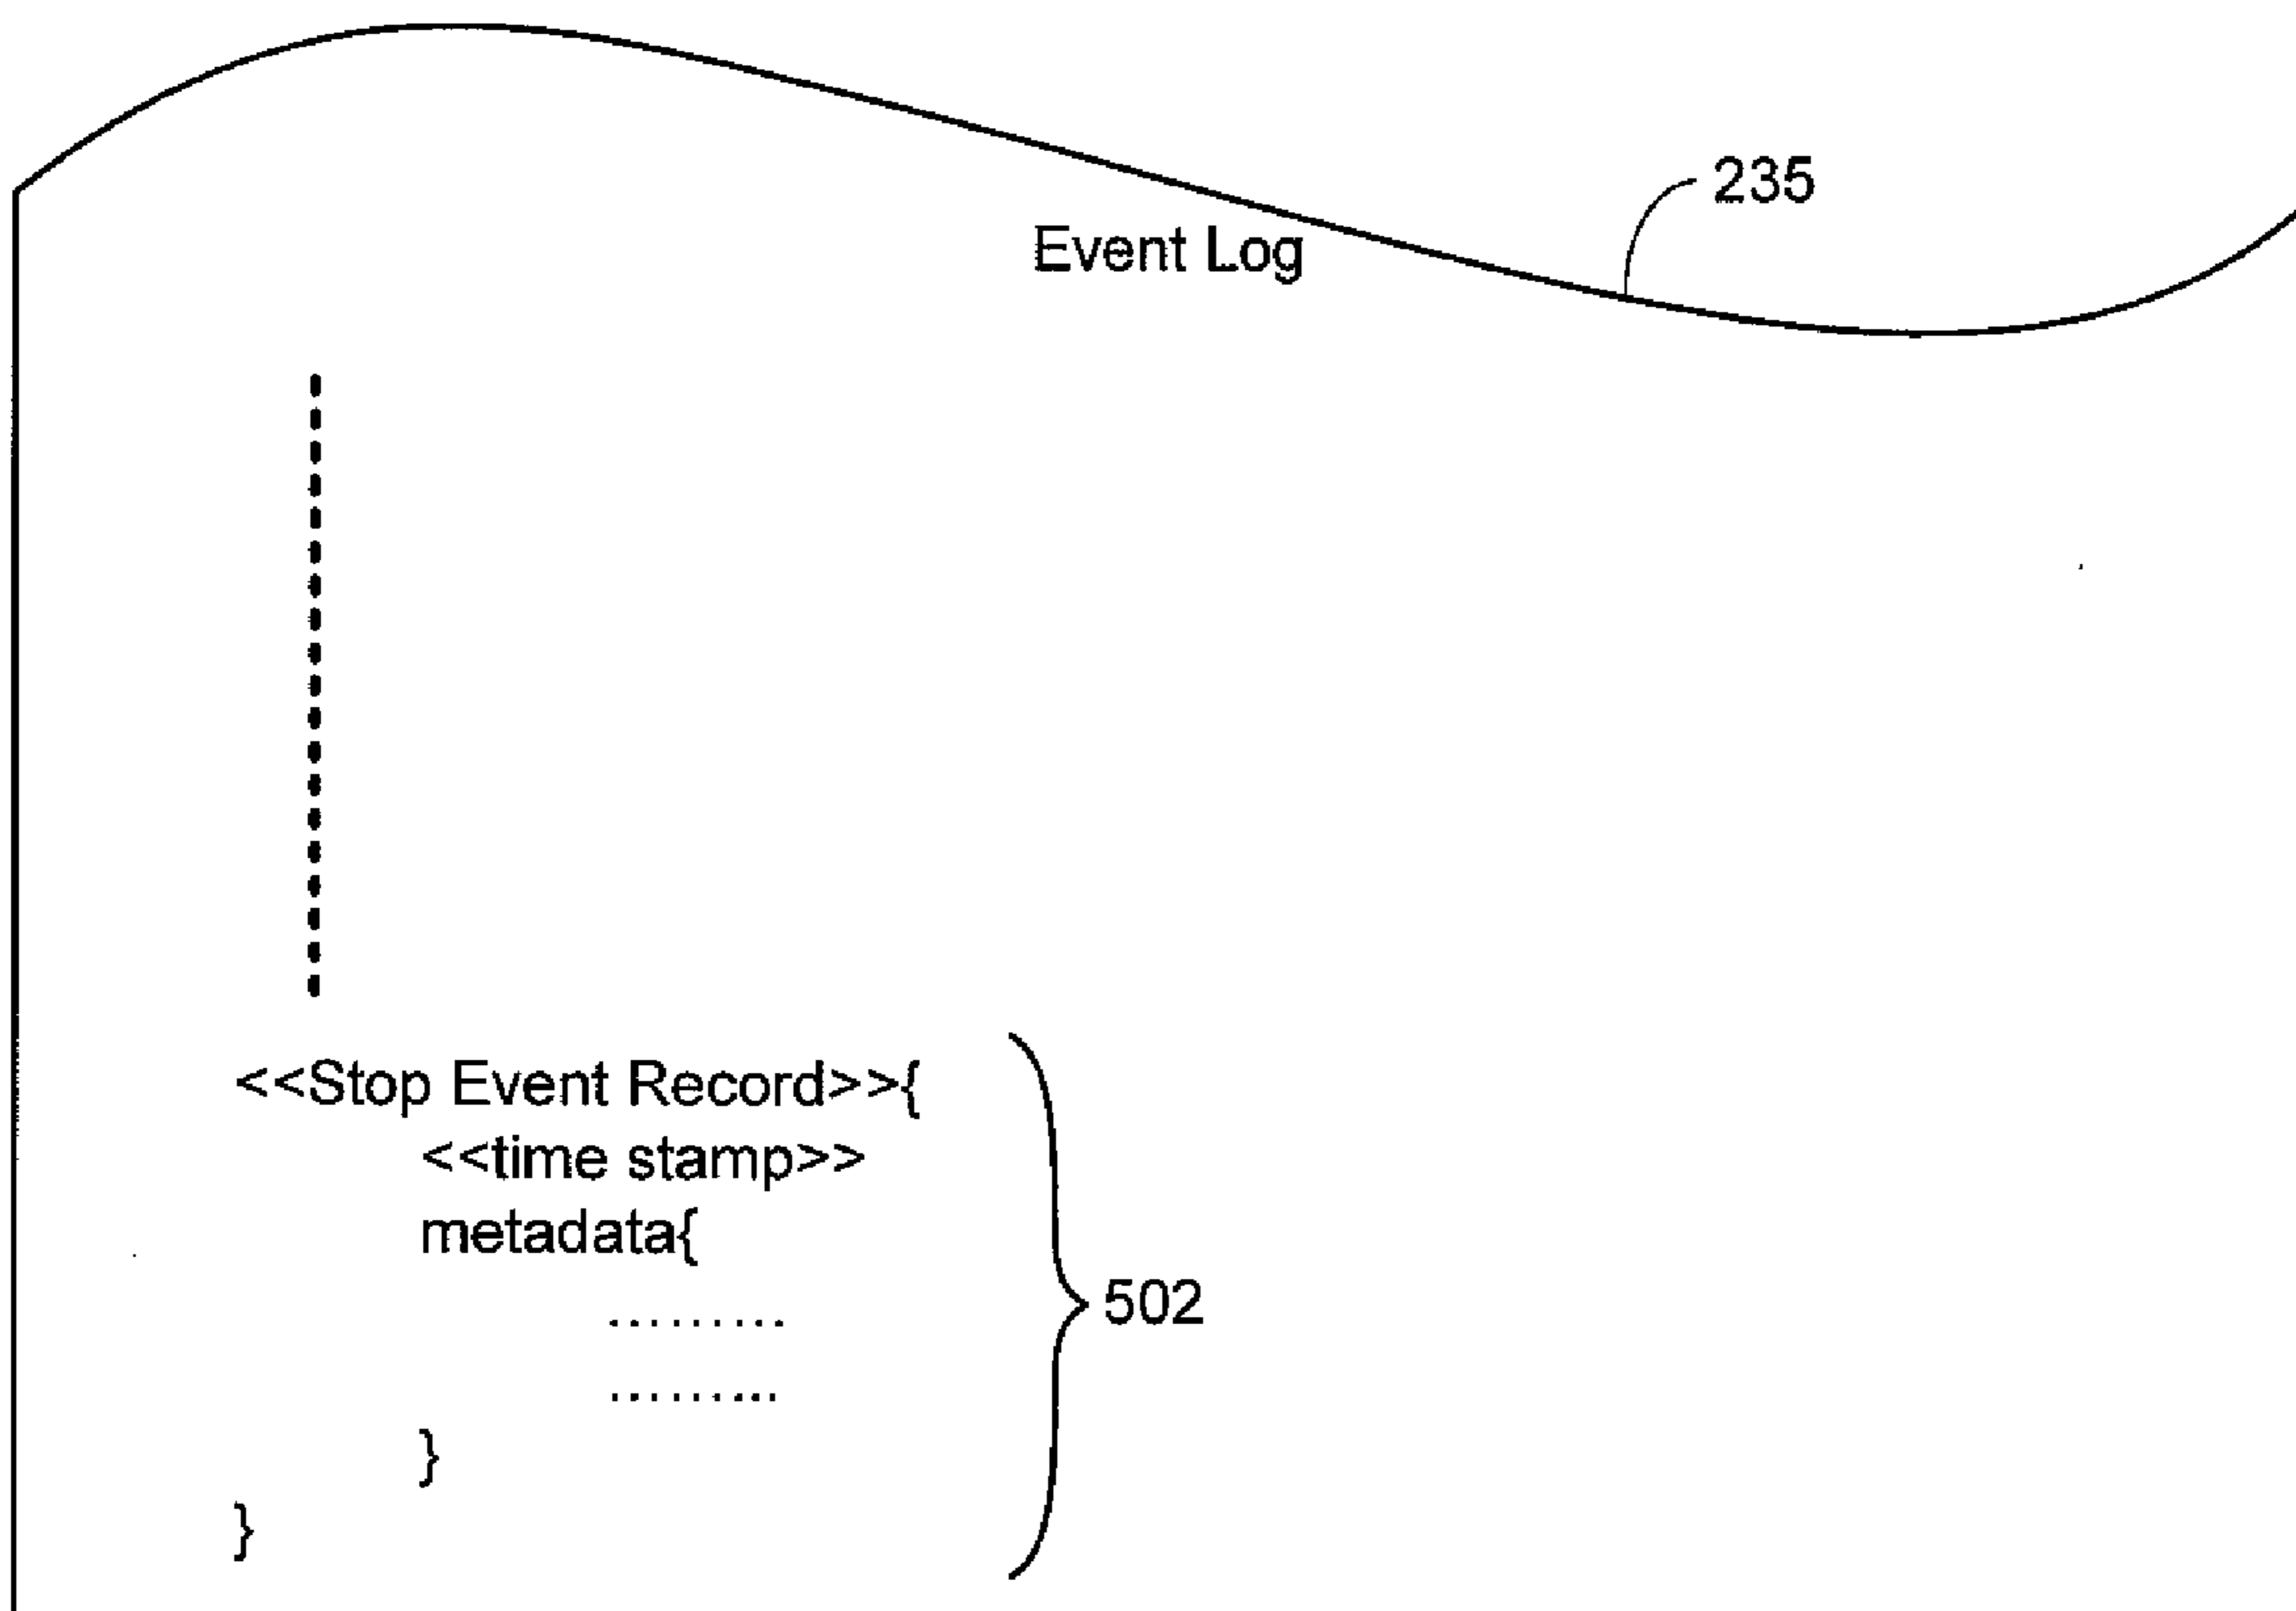 235
Event Log
<<Stop Event Record>>{
<<time stamp>>
metadata{
.........
.........
}
}
502